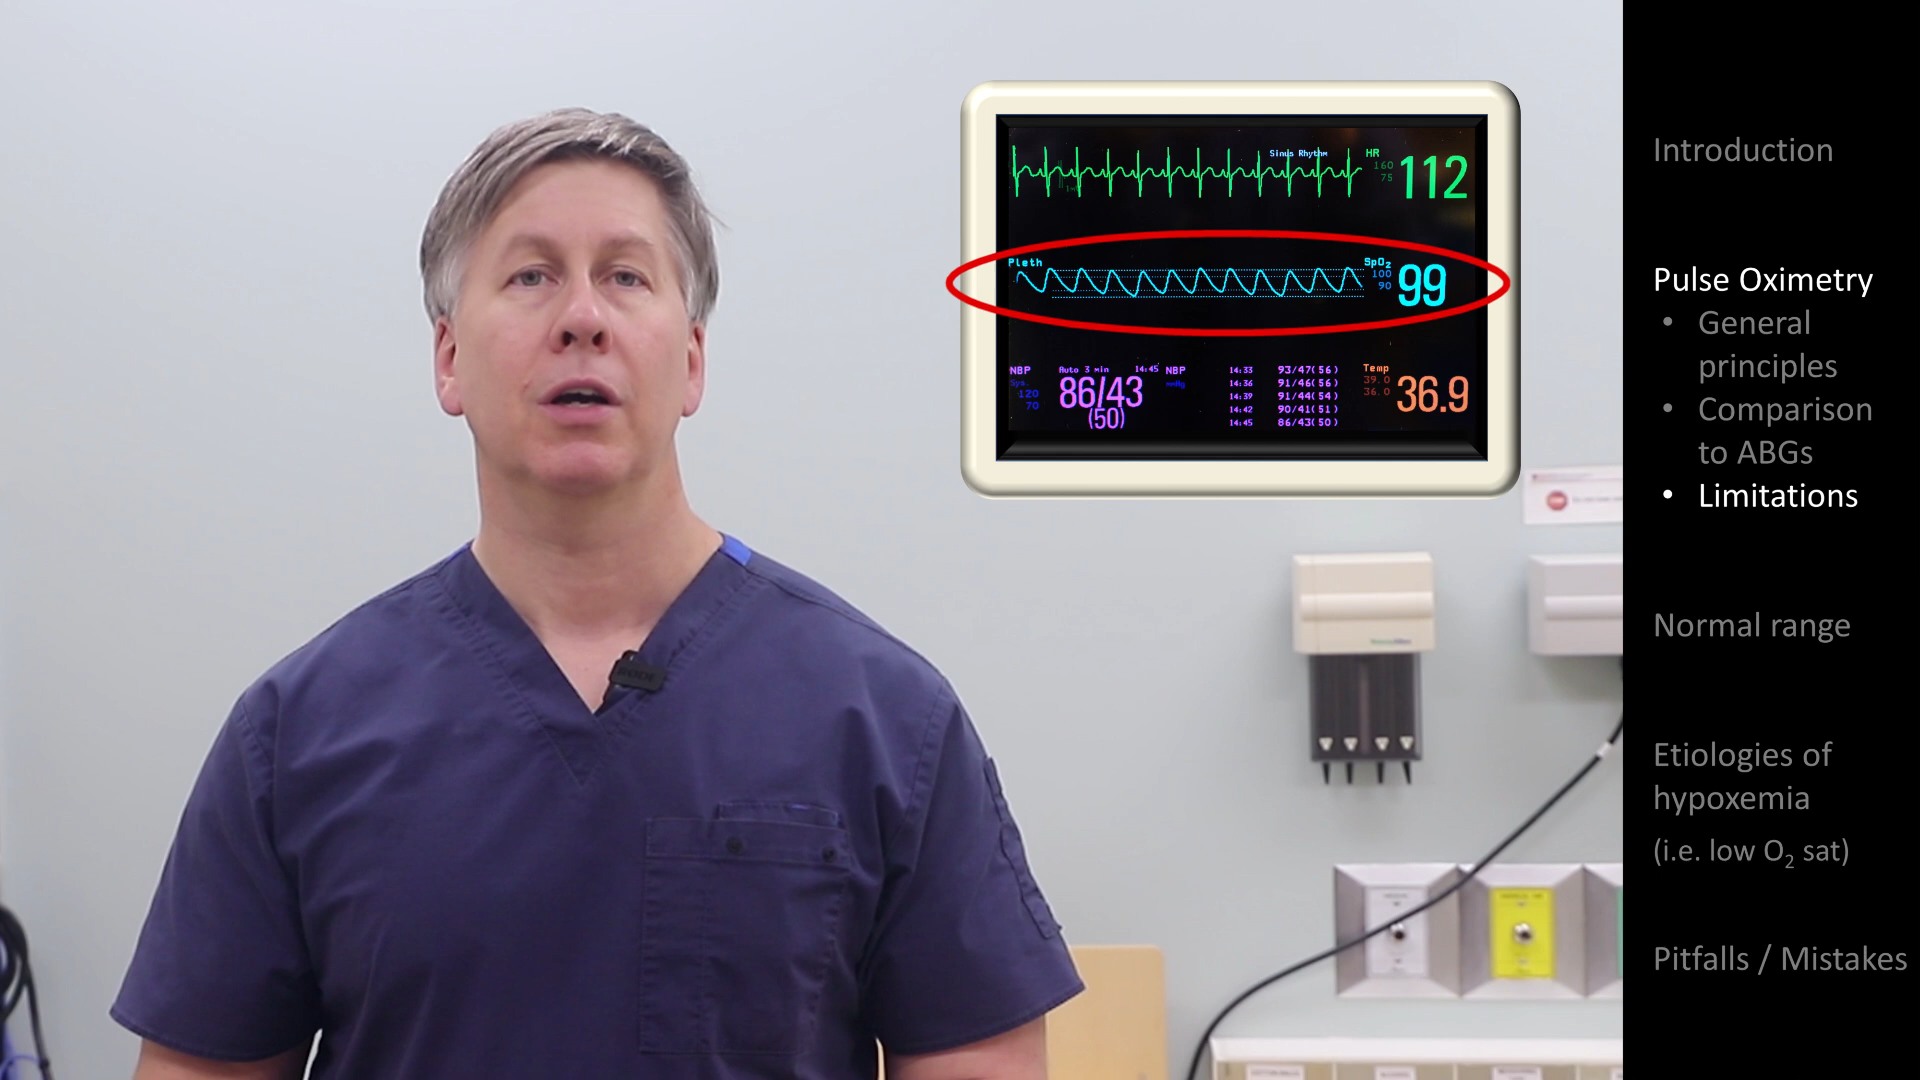 Sinus Rhythm
HR
160
75
112
Pleth
SpO2
100
90
99
NBP
Sys.
120
70
Auto 3 min
14:45
86/43
(50)
NBP
mmHg
14:33 93/47(56)
14:36 91/46(56)
14:39 91/44(54)
14:42 90/41(51)
14:45 86/43(50)
Temp
39.0
36.0
36.9
Introduction
Pulse Oximetry
• General
principles
• Comparison
to ABGs
• Limitations
Normal range
Etiologies of
hypoxemia
(i.e. low O2 sat)
Pitfalls / Mistakes